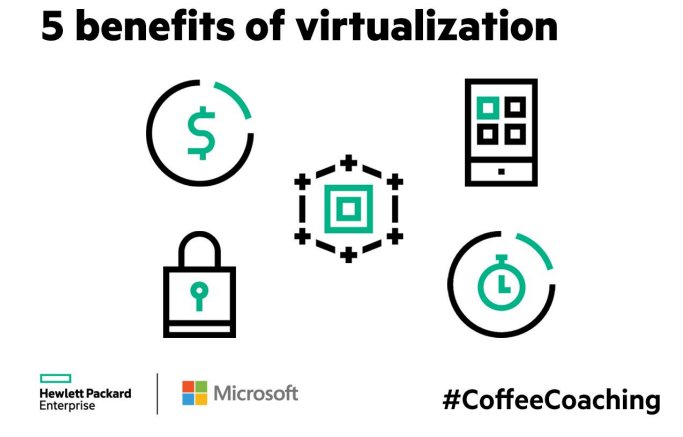 5 benefits of virtualization
Hewlett Packard
Enterprise
Microsoft
#CoffeeCoaching